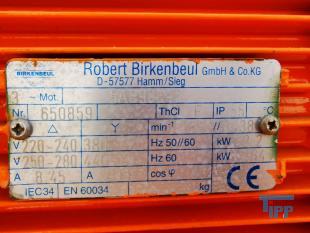 BIRKENBEUL
Robert Birkenbeul GmbH & Co.KG
D-57577 Hamm/Sieg
3 ~ Mot.
Nr. 650859 ThCl IP °C
△ Y min⁻¹ //
V 220-240 380 Hz 50//60 kW
V 250-280 440 Hz 60 kW
A 8.45 A cos φ
IEC34 EN 60034 kg CE
TIPP